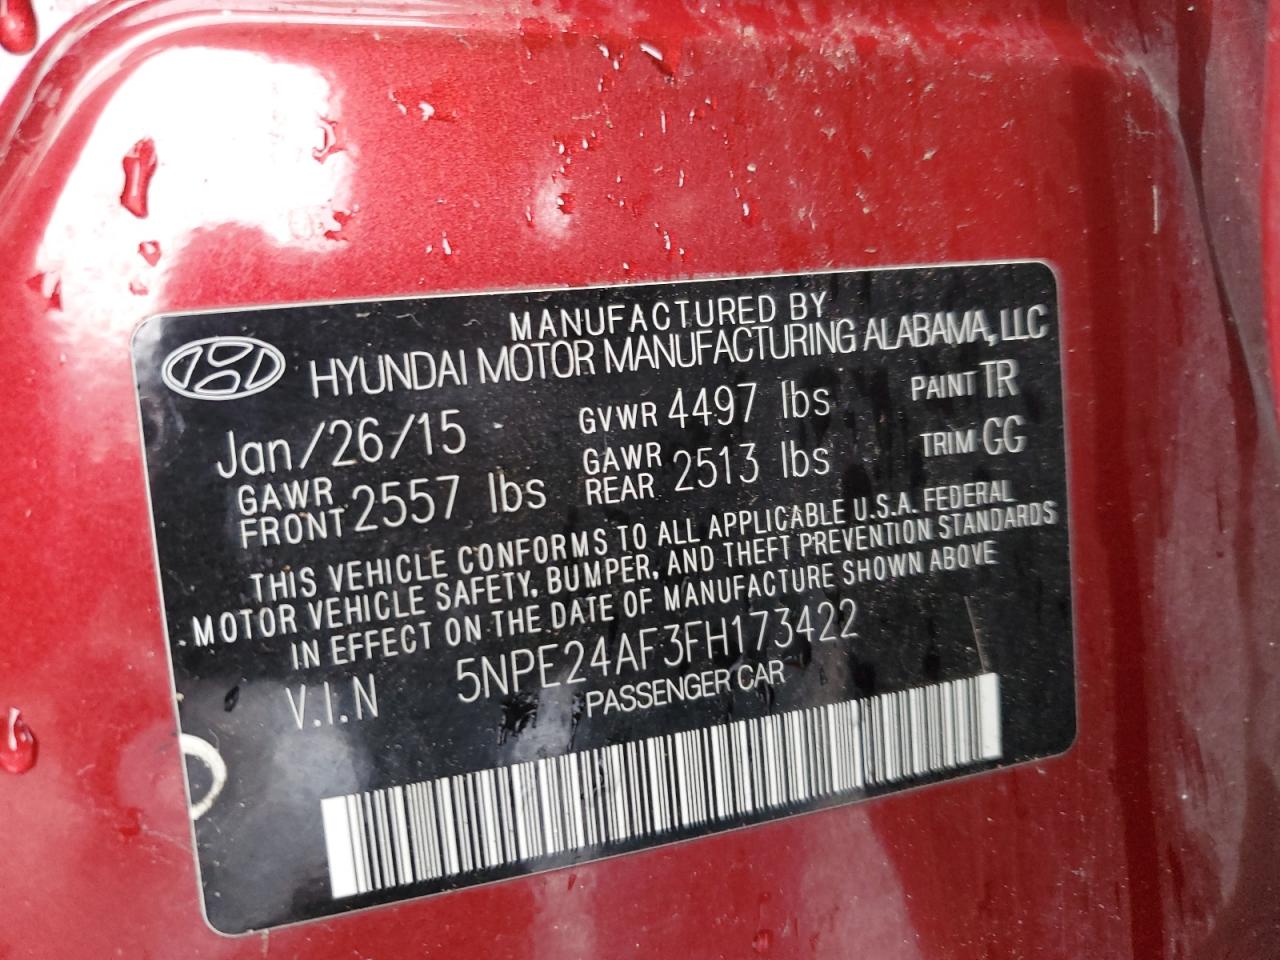 MANUFACTURED BY
HYUNDAI MOTOR MANUFACTURING ALABAMA, LLC
Jan/26/15 GVWR 4497 lbs PAINT TR
GAWR FRONT 2557 lbs GAWR REAR 2513 lbs TRIM GG
THIS VEHICLE CONFORMS TO ALL APPLICABLE U.S.A. FEDERAL
MOTOR VEHICLE SAFETY, BUMPER, AND THEFT PREVENTION STANDARDS
IN EFFECT ON THE DATE OF MANUFACTURE SHOWN ABOVE
V.I.N 5NPE24AF3FH173422
PASSENGER CAR